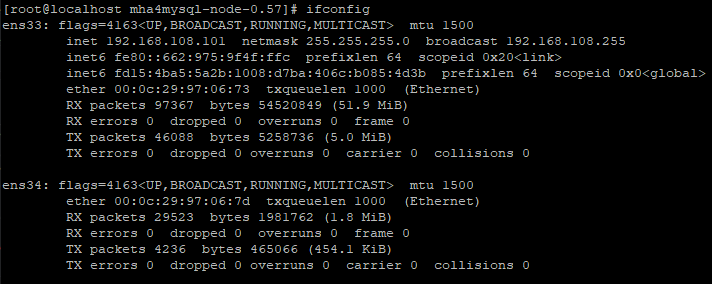 [root@localhost mha4mysql-node-0.57]# ifconfig
ens33: flags=4163<UP,BROADCAST,RUNNING,MULTICAST>  mtu 1500
        inet 192.168.108.101  netmask 255.255.255.0  broadcast 192.168.108.255
        inet6 fe80::662:975:9f4f:ffc  prefixlen 64  scopeid 0x20<link>
        inet6 fd15:4ba5:5a2b:1008:d7ba:406c:b085:4d3b  prefixlen 64  scopeid 0x0<global>
        ether 00:0c:29:97:06:73  txqueuelen 1000  (Ethernet)
        RX packets 97367  bytes 54520849 (51.9 MiB)
        RX errors 0  dropped 0  overruns 0  frame 0
        TX packets 46088  bytes 5258736 (5.0 MiB)
        TX errors 0  dropped 0 overruns 0  carrier 0  collisions 0

ens34: flags=4163<UP,BROADCAST,RUNNING,MULTICAST>  mtu 1500
        ether 00:0c:29:97:06:7d  txqueuelen 1000  (Ethernet)
        RX packets 29523  bytes 1981762 (1.8 MiB)
        RX errors 0  dropped 0  overruns 0  frame 0
        TX packets 4236  bytes 465066 (454.1 KiB)
        TX errors 0  dropped 0 overruns 0  carrier 0  collisions 0